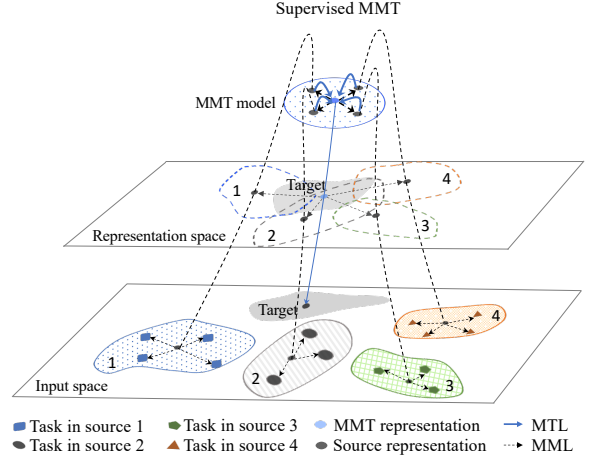 Supervised MMT
MMT model
1
Target
4
2
3
Representation space
Target
1
2
4
3
Input space
Task in source 1
Task in source 3
MMT representation
MTL
Task in source 2
Task in source 4
Source representation
MML